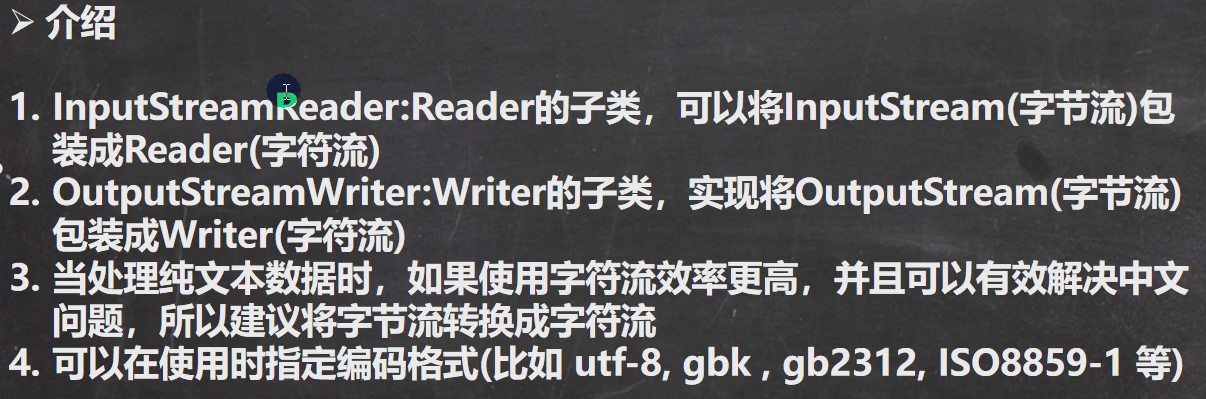 ➢ 介绍
1. InputStreamReader:Reader的子类，可以将InputStream(字节流)包
装成Reader(字符流)
2. OutputStreamWriter:Writer的子类，实现将OutputStream(字节流)
包装成Writer(字符流)
3. 当处理纯文本数据时，如果使用字符流效率更高，并且可以有效解决中文
问题，所以建议将字节流转换成字符流
4. 可以在使用时指定编码格式(比如 utf-8, gbk , gb2312, ISO8859-1 等)